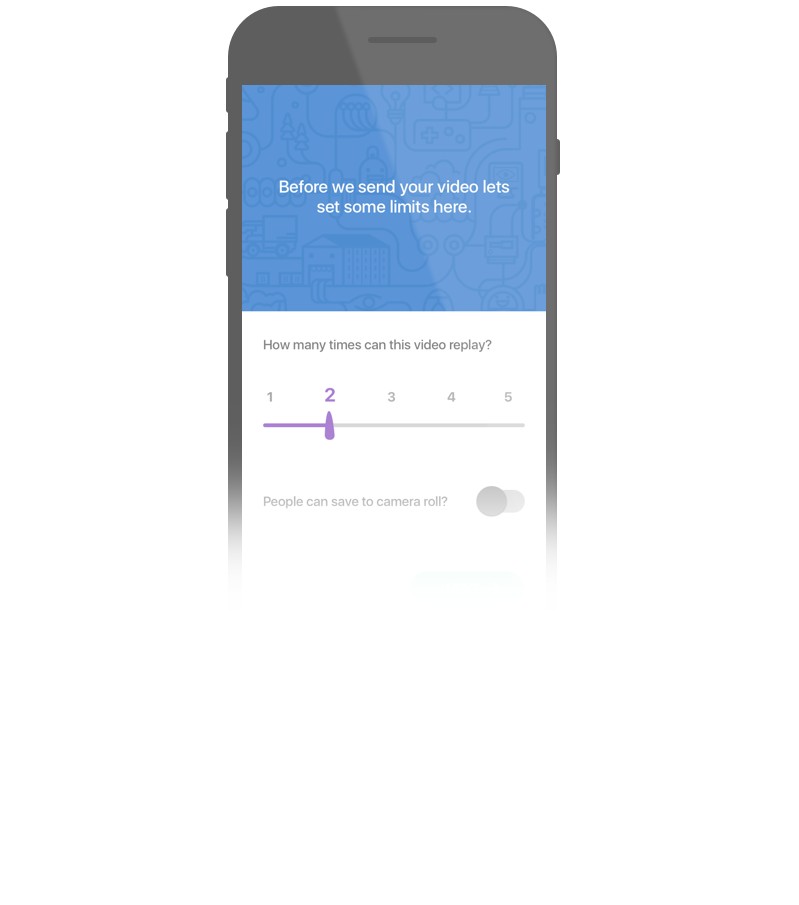 Before we send your video lets
set some limits here.
How many times can this video replay?
1 2 3 4 5
People can save to camera roll?